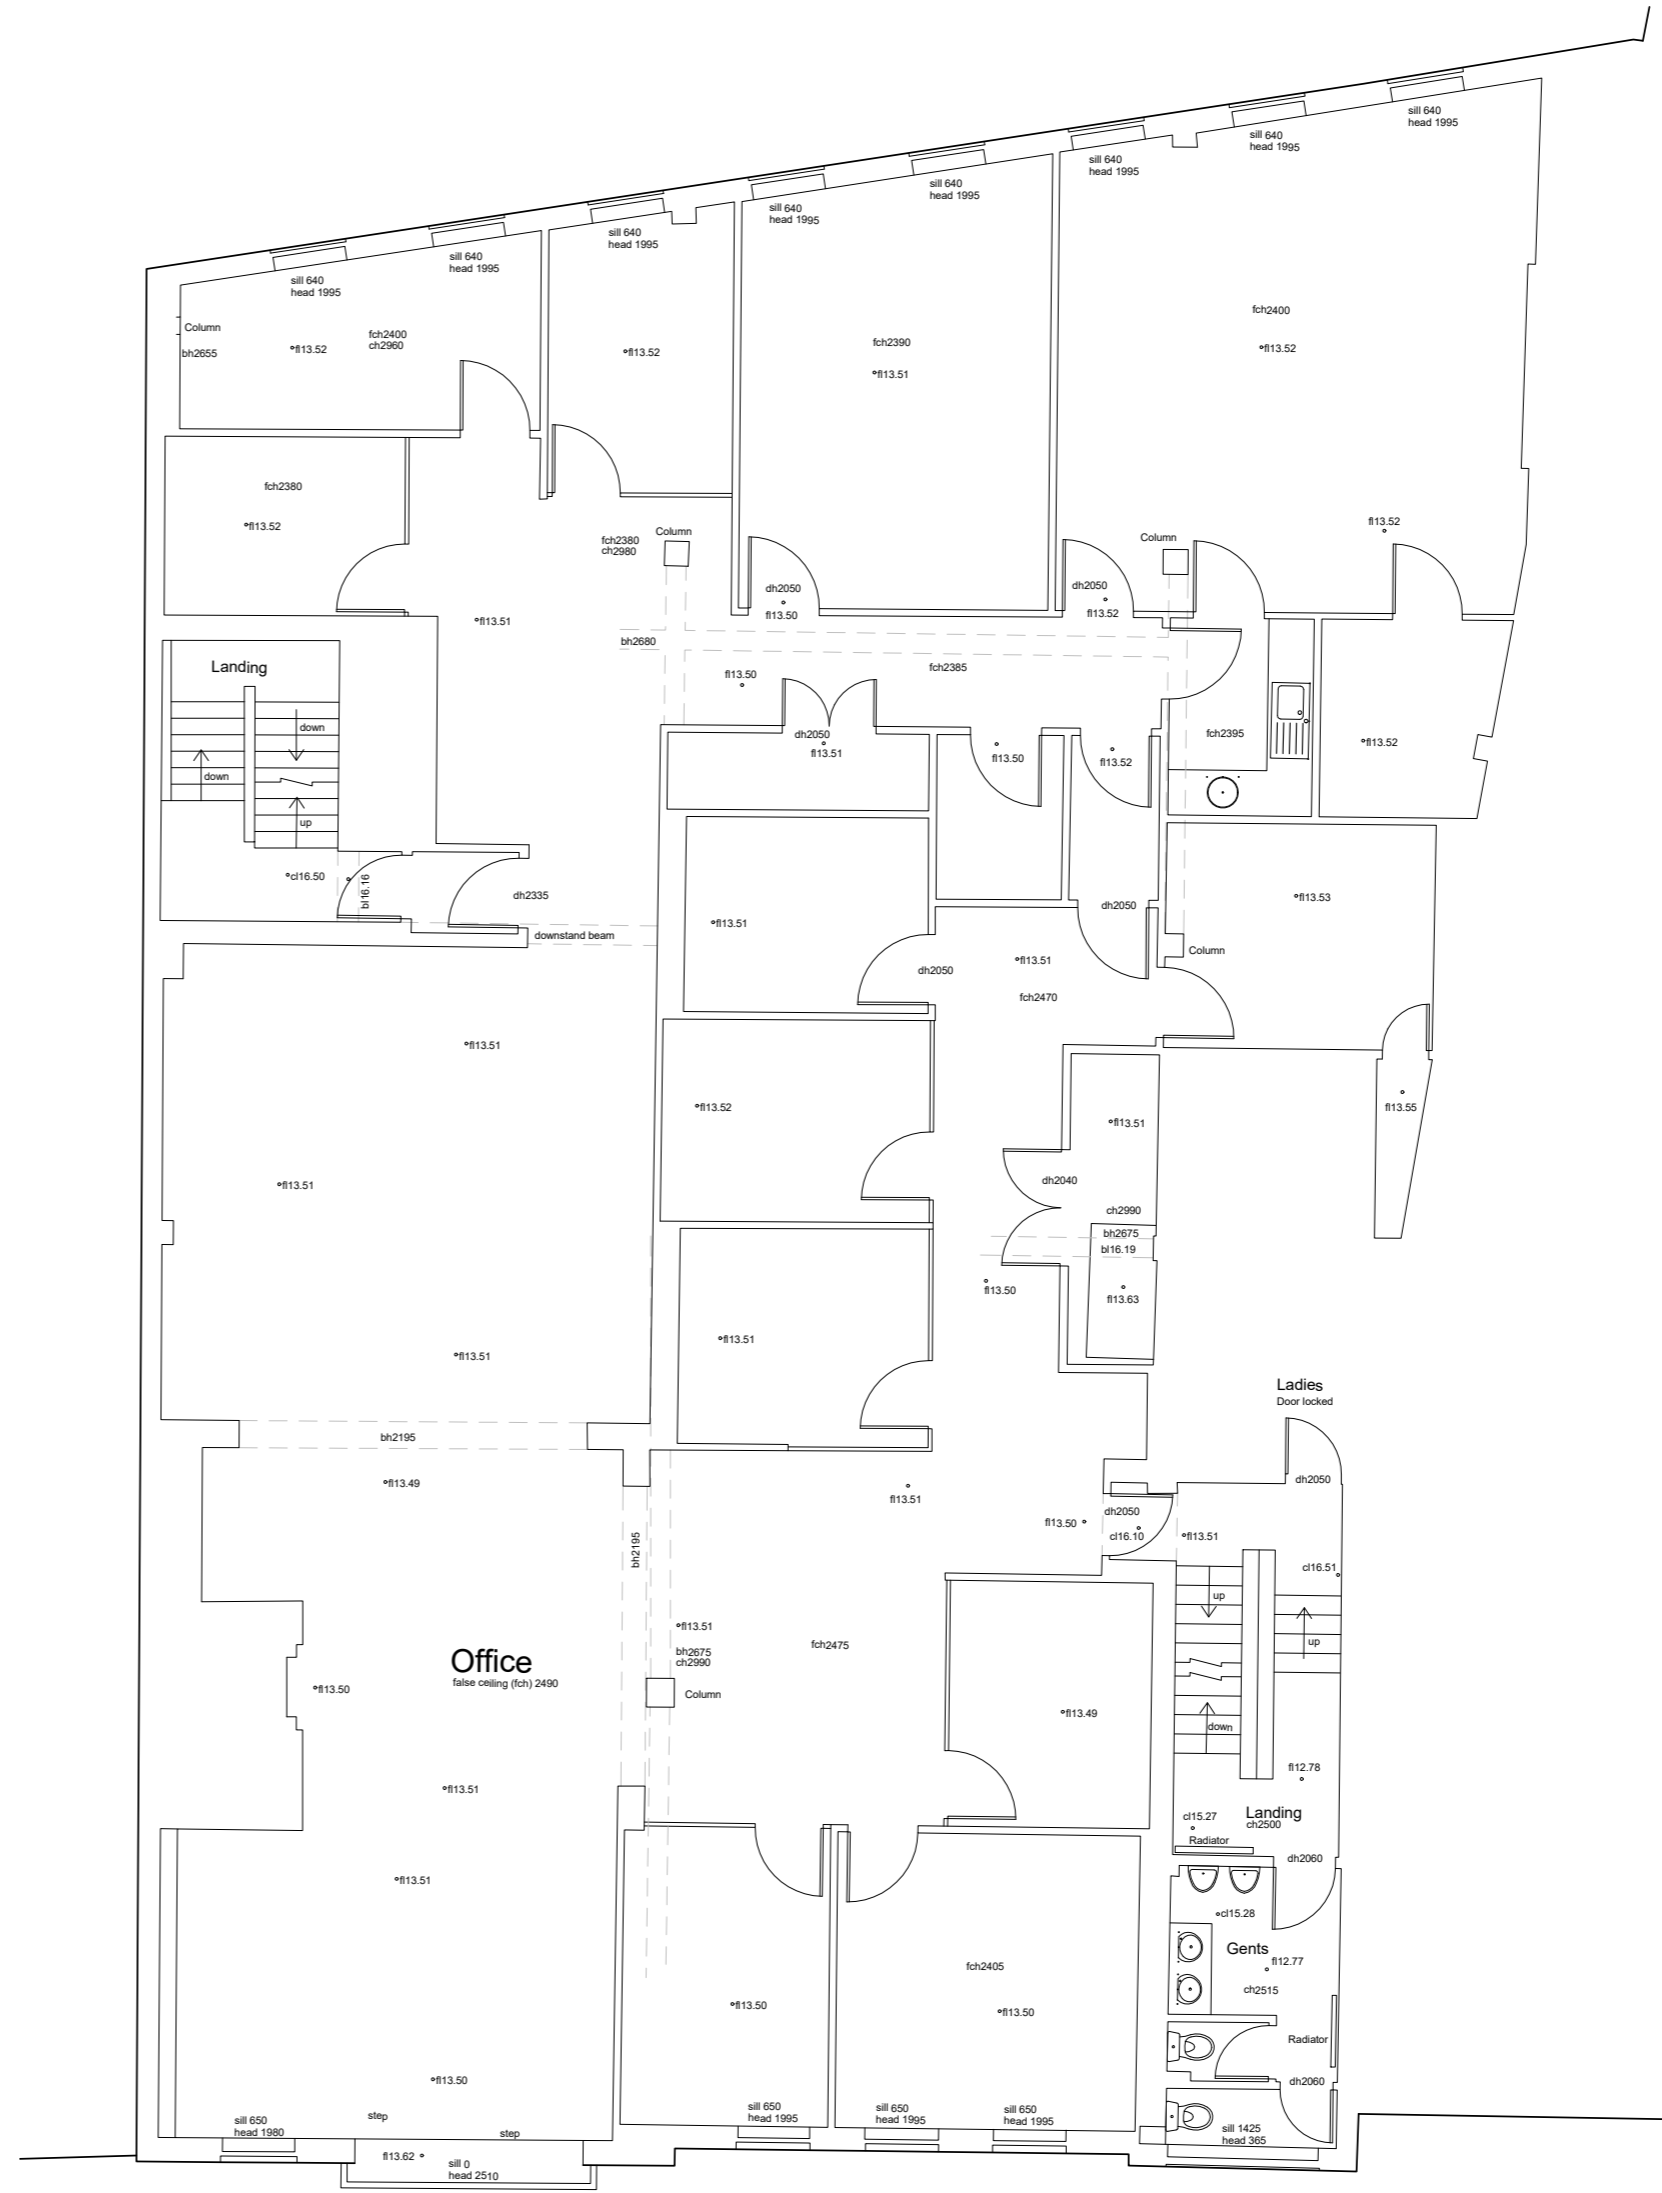 sill 640
head 1995
sill 640
head 1995
sill 640
head 1995
sill 640
head 1995
sill 640
head 1995
sill 640
head 1995
sill 640
head 1995
sill 640
head 1995
Column
bh2655
fl13.52
fch2400
ch2960
fl13.52
fch2390
fl13.51
fch2400
fl13.52
fch2380
fl13.52
fch2380
ch2980
Column
Column
fl13.52
dh2050
fl13.50
dh2050
fl13.52
fl13.51
bh2680
Landing
fl13.50
fch2385
down
down
up
dh2050
fl13.51
fl13.50
fl13.52
fch2395
fl13.52
cl16.50
bl16.16
dh2335
downstand beam
fl13.51
dh2050
fl13.53
Column
dh2050
fl13.51
fch2470
fl13.51
fl13.52
fl13.51
fl13.55
fl13.51
dh2040
ch2990
bh2675
bl16.19
fl13.50
fl13.63
fl13.51
fl13.51
Ladies
Door locked
bh2195
fl13.49
fl13.51
dh2050
fl13.50
dh2050
cl16.10
fl13.51
bh2195
cl16.51
up
up
fl13.51
bh2675
ch2990
fch2475
Office
false ceiling (fch) 2490
fl13.50
Column
fl13.49
down
fl13.51
fl12.78
cl15.27
Landing
ch2500
Radiator
dh2060
fl13.51
cl15.28
Gents
fl12.77
ch2515
fch2405
fl13.50
fl13.50
Radiator
fl13.50
dh2060
sill 650
head 1980
step
step
sill 650
head 1995
sill 650
head 1995
sill 650
head 1995
sill 1425
head 365
fl13.62
sill 0
head 2510